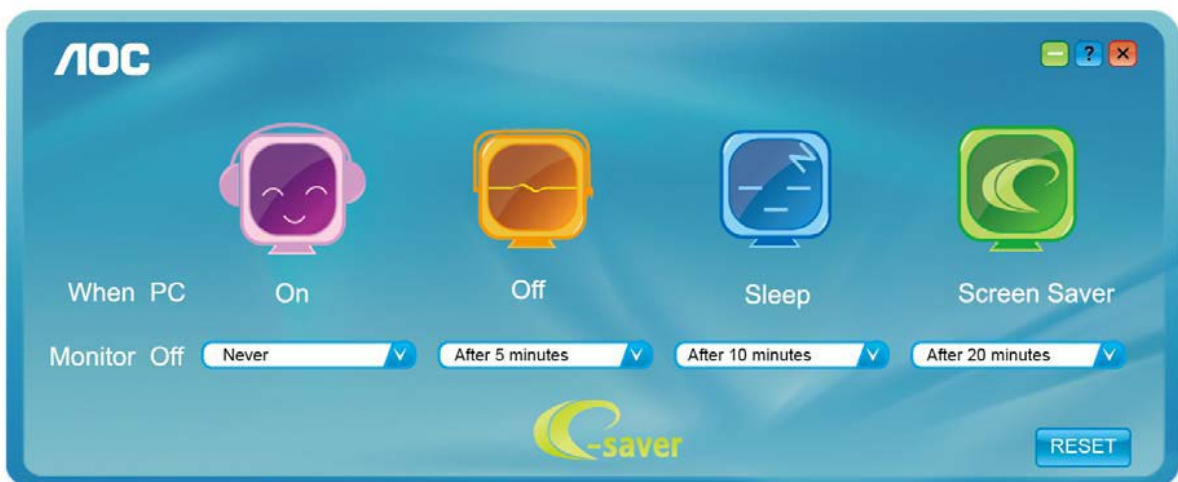 AOC
?
When PC On Off Sleep Screen Saver
Monitor Off Never After 5 minutes After 10 minutes After 20 minutes
e-saver
RESET